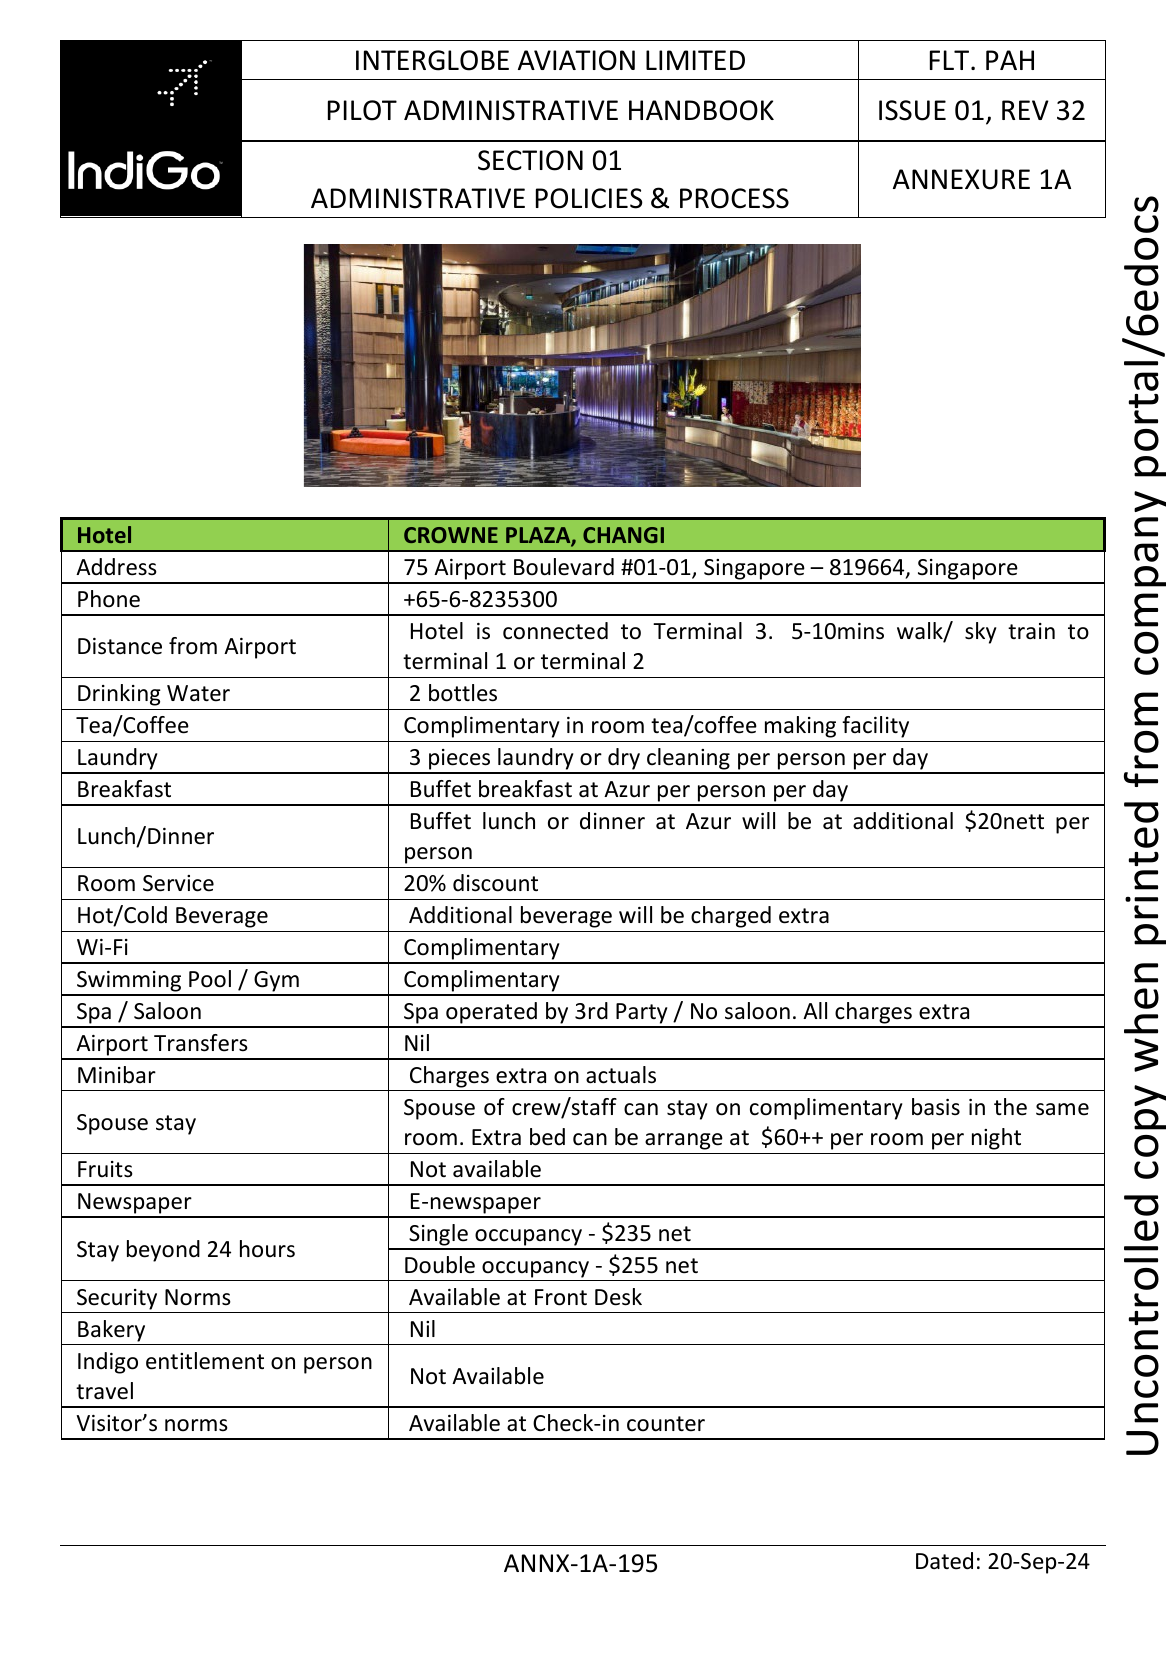 IndiGo
INTERGLOBE AVIATION LIMITED
FLT. PAH
PILOT ADMINISTRATIVE HANDBOOK
ISSUE 01, REV 32
SECTION 01
ADMINISTRATIVE POLICIES & PROCESS
ANNEXURE 1A
Hotel
CROWNE PLAZA, CHANGI
Address
75 Airport Boulevard #01-01, Singapore – 819664, Singapore
Phone
+65-6-8235300
Distance from Airport
Hotel is connected to Terminal 3. 5-10mins walk/ sky train to
terminal 1 or terminal 2
Drinking Water
2 bottles
Tea/Coffee
Complimentary in room tea/coffee making facility
Laundry
3 pieces laundry or dry cleaning per person per day
Breakfast
Buffet breakfast at Azur per person per day
Lunch/Dinner
Buffet lunch or dinner at Azur will be at additional $20nett per
person
Room Service
20% discount
Hot/Cold Beverage
Additional beverage will be charged extra
Wi-Fi
Complimentary
Swimming Pool / Gym
Complimentary
Spa / Saloon
Spa operated by 3rd Party / No saloon. All charges extra
Airport Transfers
Nil
Minibar
Charges extra on actuals
Spouse stay
Spouse of crew/staff can stay on complimentary basis in the same
room. Extra bed can be arrange at $60++ per room per night
Fruits
Not available
Newspaper
E-newspaper
Stay beyond 24 hours
Single occupancy - $235 net
Double occupancy - $255 net
Security Norms
Available at Front Desk
Bakery
Nil
Indigo entitlement on person
travel
Not Available
Visitor’s norms
Available at Check-in counter
ANNX-1A-195
Dated: 20-Sep-24
Uncontrolled copy when printed from company portal/6edocs